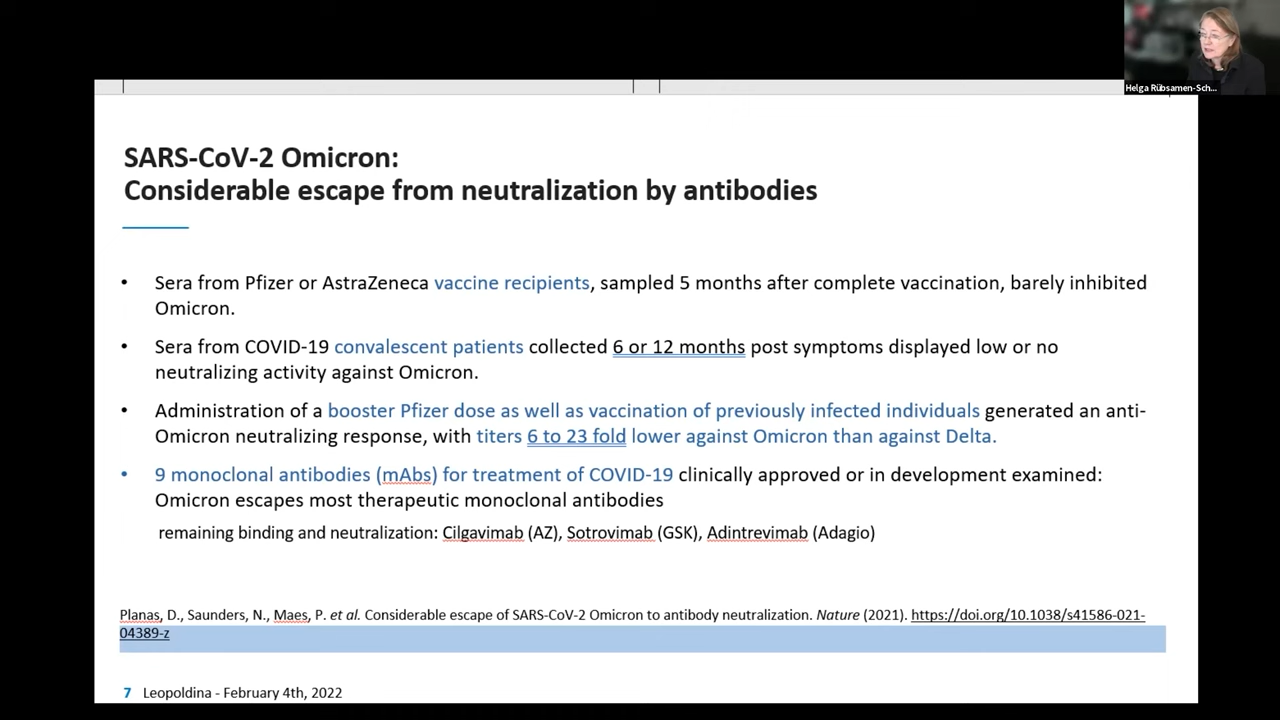 Helga Rübsamen-Sch...
SARS-CoV-2 Omicron:
Considerable escape from neutralization by antibodies
• Sera from Pfizer or AstraZeneca vaccine recipients, sampled 5 months after complete vaccination, barely inhibited
Omicron.
• Sera from COVID-19 convalescent patients collected 6 or 12 months post symptoms displayed low or no
neutralizing activity against Omicron.
• Administration of a booster Pfizer dose as well as vaccination of previously infected individuals generated an anti-
Omicron neutralizing response, with titers 6 to 23 fold lower against Omicron than against Delta.
• 9 monoclonal antibodies (mAbs) for treatment of COVID-19 clinically approved or in development examined:
Omicron escapes most therapeutic monoclonal antibodies
remaining binding and neutralization: Cilgavimab (AZ), Sotrovimab (GSK), Adintrevimab (Adagio)
Planas, D., Saunders, N., Maes, P. et al. Considerable escape of SARS-CoV-2 Omicron to antibody neutralization. Nature (2021). https://doi.org/10.1038/s41586-021-
04389-z
7 Leopoldina - February 4th, 2022